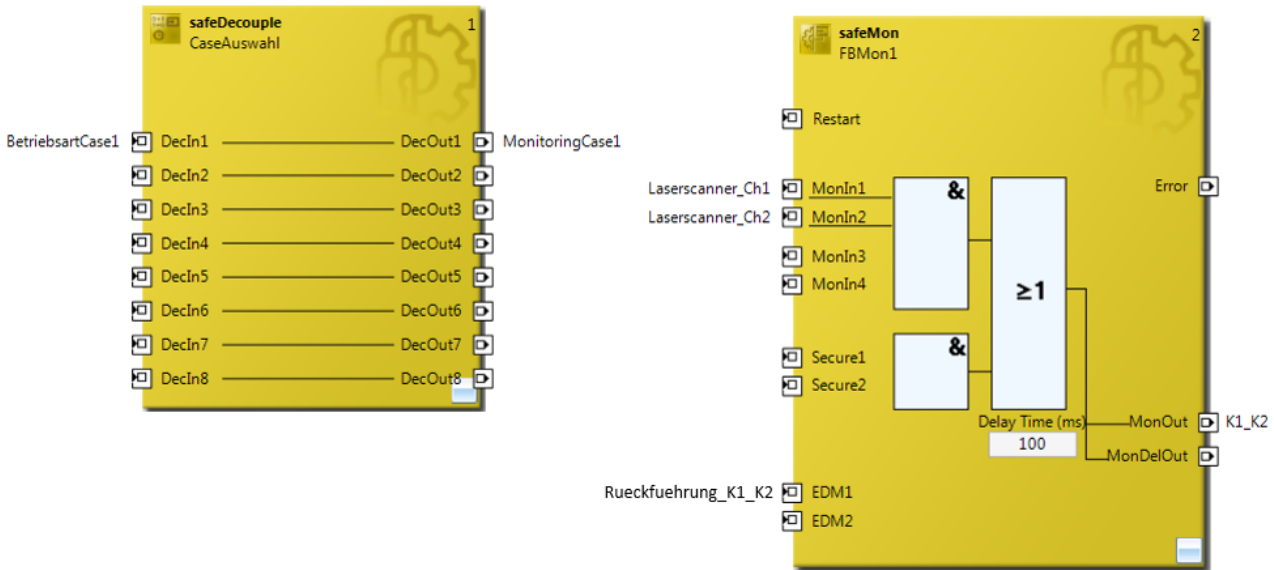 safeDecouple 1
CaseAuswahl
BetriebsartCase1 DecIn1 DecOut1 MonitoringCase1
DecIn2 DecOut2
DecIn3 DecOut3
DecIn4 DecOut4
DecIn5 DecOut5
DecIn6 DecOut6
DecIn7 DecOut7
DecIn8 DecOut8
safeMon 2
FBMon1
Restart
Laserscanner_Ch1 MonIn1 & Error
Laserscanner_Ch2 MonIn2
MonIn3
MonIn4 ≥1
Secure1 &
Secure2
Delay Time (ms) MonOut K1_K2
100
MonDelOut
Rueckfuehrung_K1_K2 EDM1
EDM2